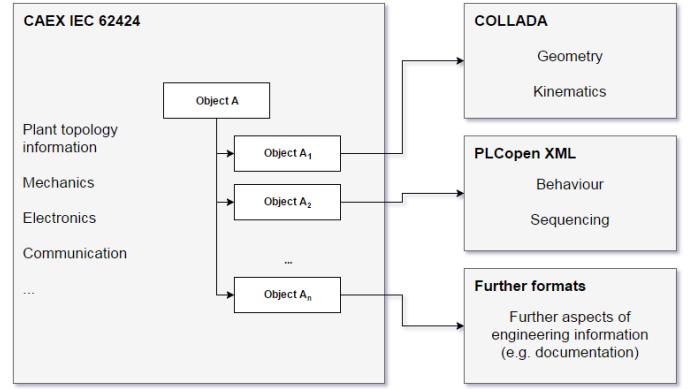 CAEX IEC 62424
Object A
Plant topology
information
Mechanics
Electronics
Communication
...
Object A1
Object A2
...
Object An
COLLADA
Geometry
Kinematics
PLCopen XML
Behaviour
Sequencing
Further formats
Further aspects of
engineering information
(e.g. documentation)